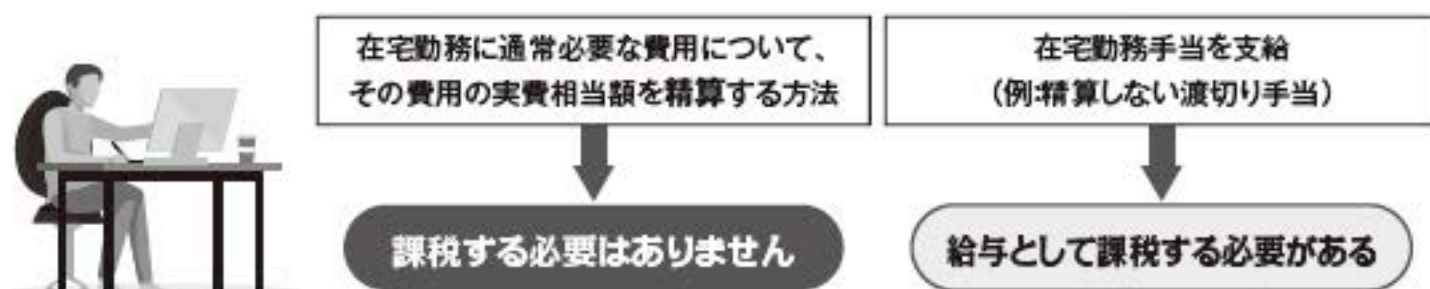 在宅勤務に通常必要な費用について、
その費用の実費相当額を精算する方法
課税する必要はありません
在宅勤務手当を支給
（例:精算しない渡切り手当）
給与として課税する必要がある